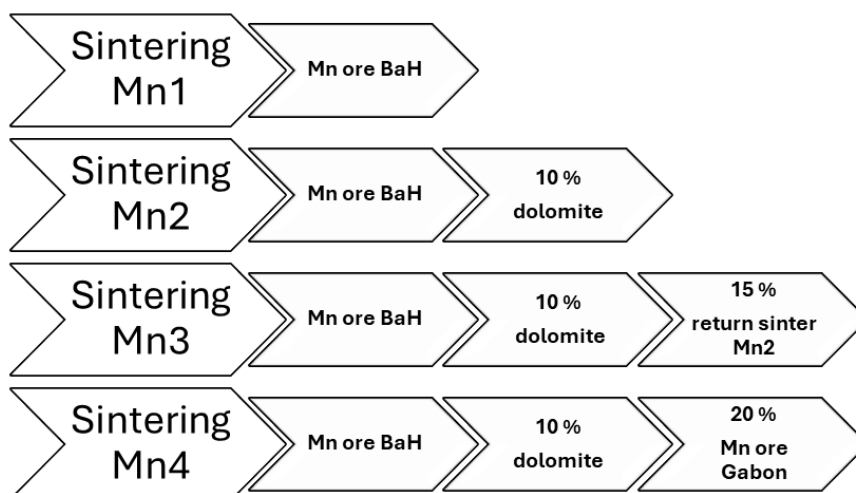 Sintering
Mn1
Mn ore BaH
Sintering
Mn2
Mn ore BaH
10 %
dolomite
Sintering
Mn3
Mn ore BaH
10 %
dolomite
15 %
return sinter
Mn2
Sintering
Mn4
Mn ore BaH
10 %
dolomite
20 %
Mn ore
Gabon